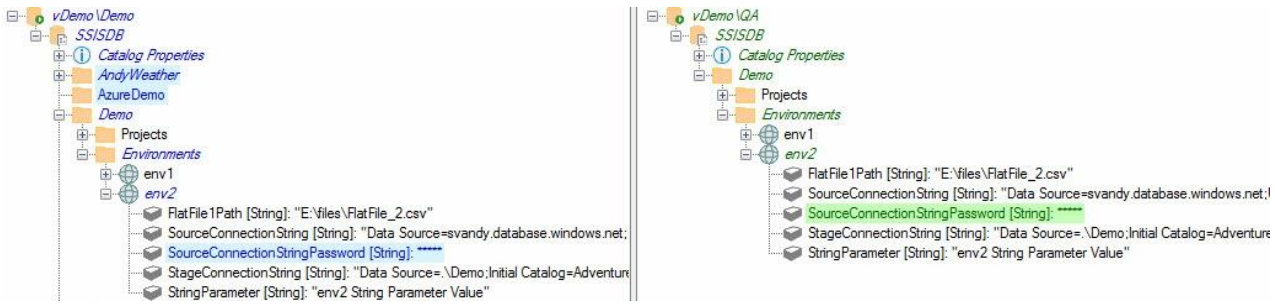 vDemo\Demo
SSISDB
Catalog Properties
AndyWeather
AzureDemo
Demo
Projects
Environments
env1
env2
FlatFile1Path [String]: "E:\files\FlatFile_2.csv"
SourceConnectionString [String]: "Data Source=svandy.database.windows.net;
SourceConnectionStringPassword [String]: *****
StageConnectionString [String]: "Data Source=.\Demo;Initial Catalog=Adventure
StringParameter [String]: "env2 String Parameter Value"
vDemo\QA
SSISDB
Catalog Properties
Demo
Projects
Environments
env1
env2
FlatFile1Path [String]: "E:\files\FlatFile_2.csv"
SourceConnectionString [String]: "Data Source=svandy.database.windows.net;U
SourceConnectionStringPassword [String]: *****
StageConnectionString [String]: "Data Source=.\Demo;Initial Catalog=Adventure
StringParameter [String]: "env2 String Parameter Value"